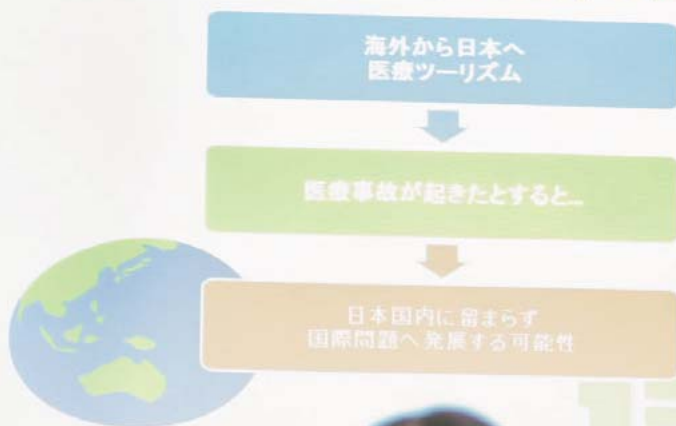 海外から日本へ
医療ツーリズム
医療事故が起きたとすると...
日本国内に留まらず
国際問題へ発展する可能性